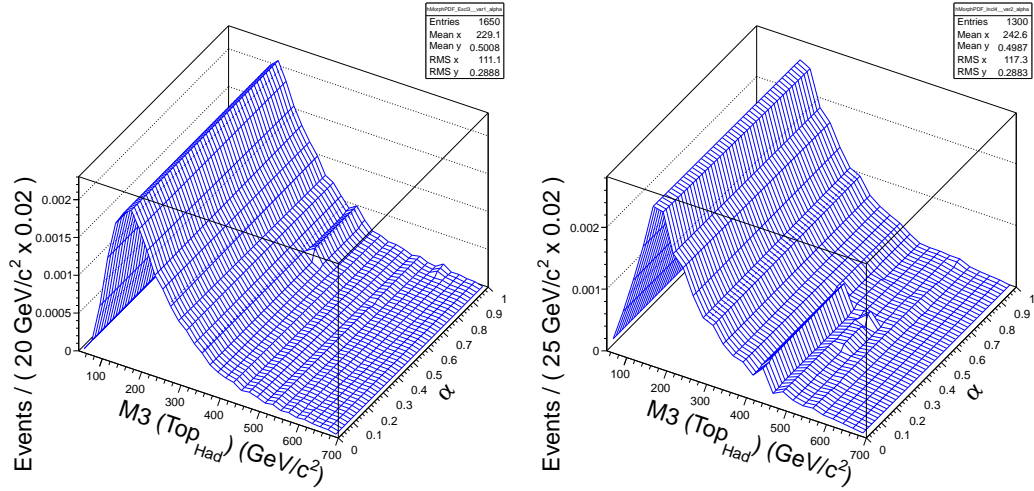 hMorphPDF_Excl3__var1_alpha
Entries 1650
Mean x 229.1
Mean y 0.5008
RMS x 111.1
RMS y 0.2888
Events / ( 20 GeV/c² x 0.02 )
0.002
0.0015
0.001
0.0005
0
100
200
300
400
500
600
700
M3 (Top_Had) (GeV/c²)
0
0.1
0.2
0.3
0.4
0.5
0.6
0.7
0.8
0.9
1
α
hMorphPDF_Incl4__var2_alpha
Entries 1300
Mean x 242.6
Mean y 0.4987
RMS x 117.3
RMS y 0.2883
Events / ( 25 GeV/c² x 0.02 )
0.002
0.001
0
100
200
300
400
500
600
700
M3 (Top_Had) (GeV/c²)
0
0.1
0.2
0.3
0.4
0.5
0.6
0.7
0.8
0.9
1
α